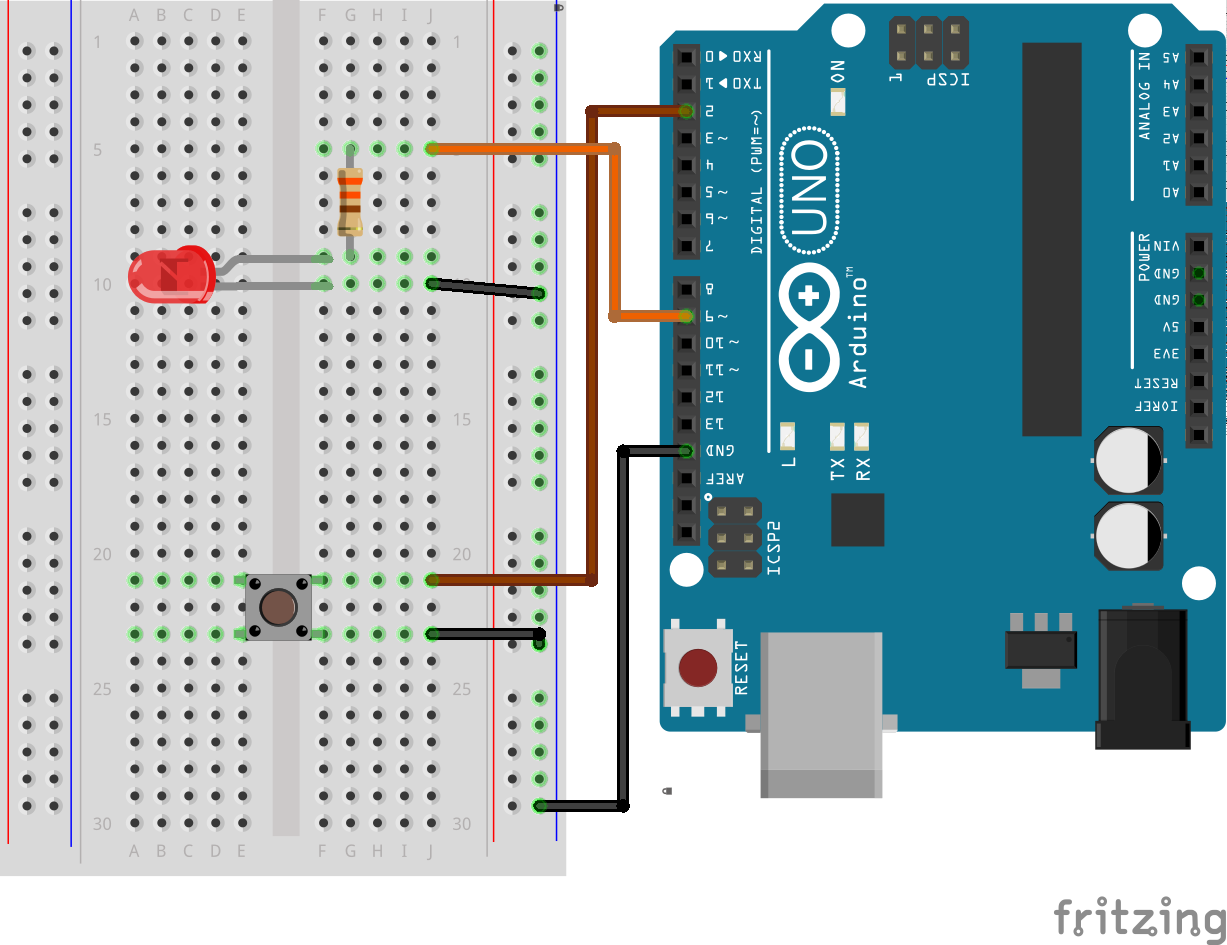 A B C D E F G H I J
1 1
5
10
15 15
20 20
25 25
30 30
A B C D E F G H I J
RX0 ◀ 0
TX0 ▶ 1
2
~ 3
4
~ 5
~ 6
7
8
~ 9
~ 10
~ 11
12
13
GND
AREF
DIGITAL (PWM=~)
UNO
Arduino™
ON
1
ICSP
L
TX
RX
ICSP2
RESET
ANALOG IN
A5
A4
A3
A2
A1
A0
POWER
VIN
GND
GND
5V
3V3
RESET
IOREF
fritzing